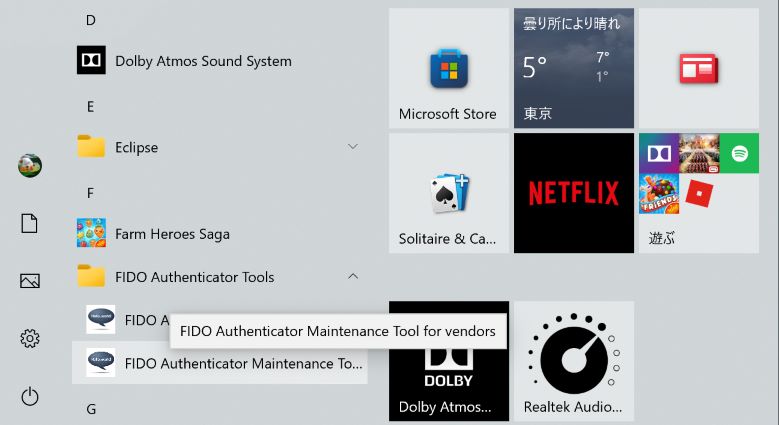 D
Dolby Atmos Sound System
E
Eclipse
F
Farm Heroes Saga
FIDO Authenticator Tools
FIDO A
FIDO Authenticator Maintenance Tool for vendors
FIDO Authenticator Maintenance To...
G
Microsoft Store
曇り所により晴れ
5°
7°
1°
東京
Solitaire & Ca...
NETFLIX
FRIENDS
遊ぶ
DOLBY
Dolby Atmos...
Realtek Audio...